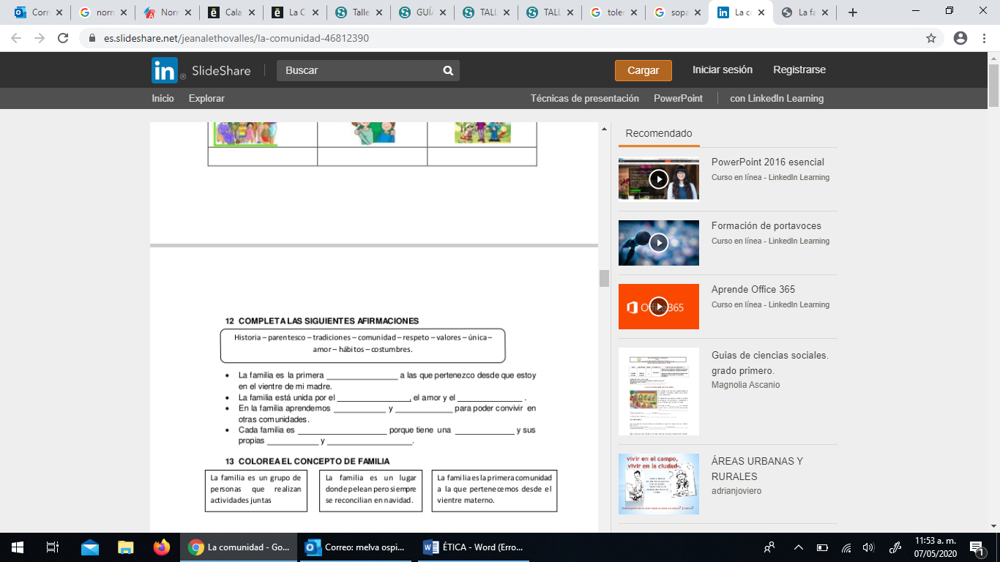 Corr
norn
Norr
Cala
La C
Talle
GUÍA
TALL
TALL
toler
sopa
La c
La fa
es.slideshare.net/jeanalethovalles/la-comunidad-46812390
in SlideShare
Buscar
Cargar
Iniciar sesión
Registrarse
Inicio
Explorar
Técnicas de presentación
PowerPoint
con LinkedIn Learning
12 COMPLETA LAS SIGUIENTES AFIRMACIONES
Historia – parentesco – tradiciones – comunidad – respeto – valores – única –
amor – hábitos – costumbres.
• La familia es la primera ________________ a las que pertenezco desde que estoy
en el vientre de mi madre.
• La familia está unida por el ________________, el amor y el ______________ .
• En la familia aprendemos ____________ y _____________ para poder convivir en
otras comunidades.
• Cada familia es ____________________ porque tiene una _____________ y sus
propias ___________ y ___________________.
13 COLOREA EL CONCEPTO DE FAMILIA
La familia es un grupo de
personas que realizan
actividades juntas
La familia es un lugar
donde pelean pero siempre
se reconcilian en navidad.
La familia es la primera comunidad
a la que pertenecemos desde el
vientre materno.
Recomendado
PowerPoint 2016 esencial
Curso en línea - LinkedIn Learning
Formación de portavoces
Curso en línea - LinkedIn Learning
Office 365
Aprende Office 365
Curso en línea - LinkedIn Learning
Guias de ciencias sociales.
grado primero.
Magnolia Ascanio
vivir en el campo,
vivir en la ciudad
ÁREAS URBANAS Y
RURALES
adrianjoviero
La comunidad - Go...
Correo: melva ospi...
ÉTICA - Word (Erro...
11:53 a. m.
07/05/2020
1